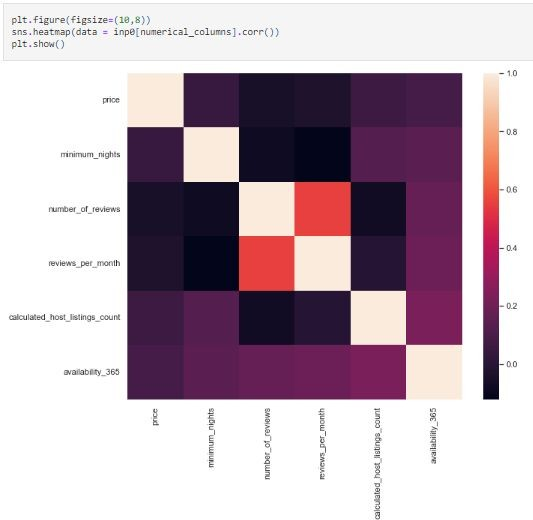 plt.figure(figsize=(10,8))
sns.heatmap(data = inp0[numerical_columns].corr())
plt.show()
price
minimum_nights
number_of_reviews
reviews_per_month
calculated_host_listings_count
availability_365
1.0
0.8
0.6
0.4
0.2
0.0
price
minimum_nights
number_of_reviews
reviews_per_month
calculated_host_listings_count
availability_365